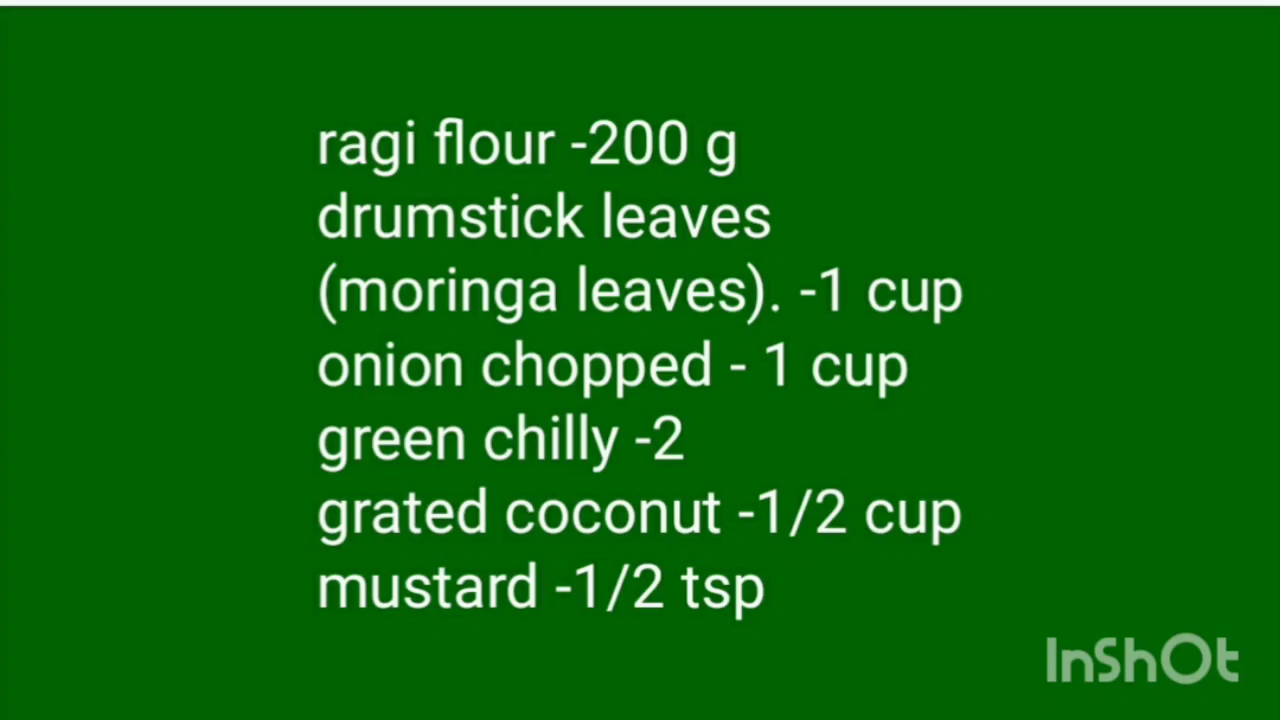 ragi flour -200 g
drumstick leaves
(moringa leaves). -1 cup
onion chopped - 1 cup
green chilly -2
grated coconut -1/2 cup
mustard -1/2 tsp
InShOt